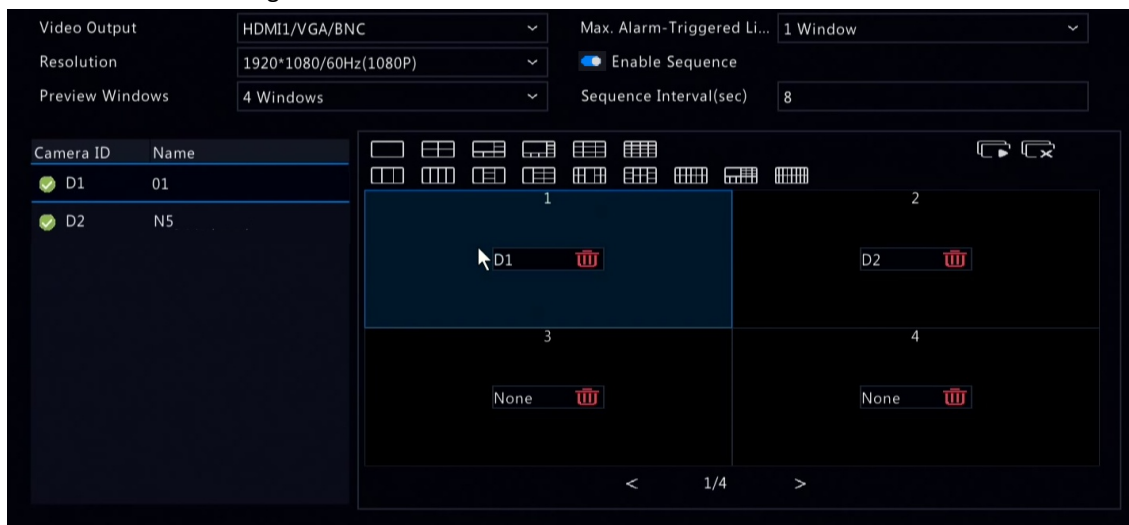 Video Output HDMI1/VGA/BNC Max. Alarm-Triggered Li... 1 Window
Resolution 1920*1080/60Hz(1080P) Enable Sequence
Preview Windows 4 Windows Sequence Interval(sec) 8
Camera ID Name
D1 01
D2 N5
1 2
D1 D2
3 4
None None
< 1/4 >